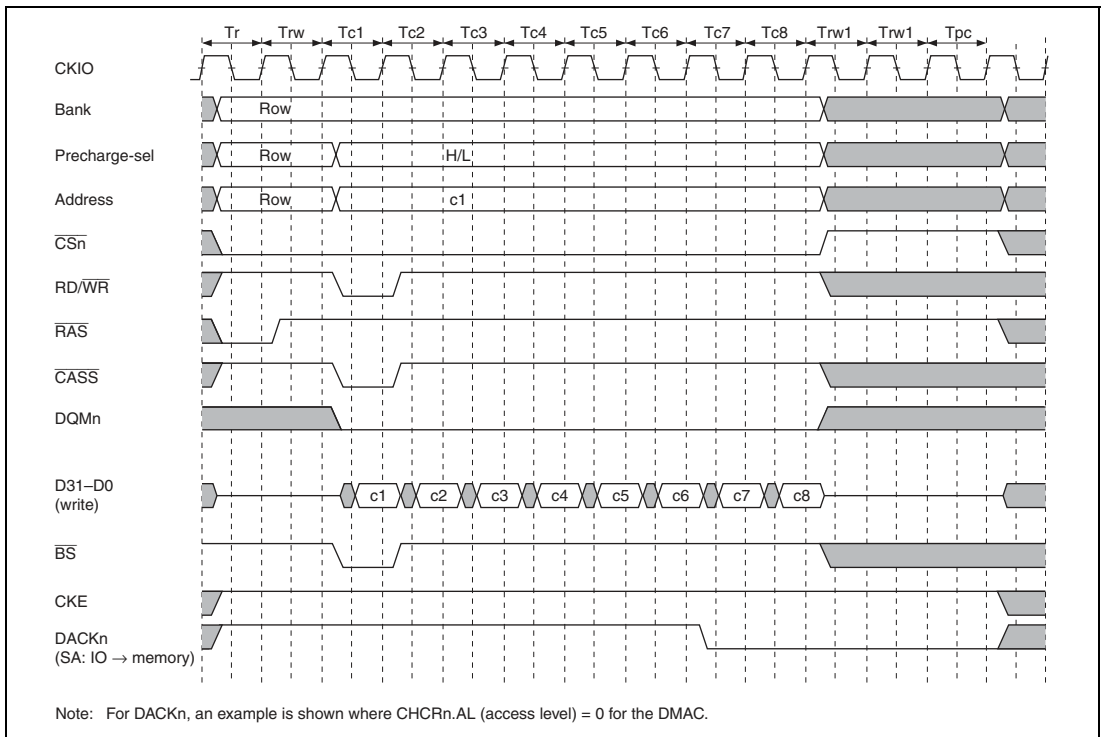 Tr Trw Tc1 Tc2 Tc3 Tc4 Tc5 Tc6 Tc7 Tc8 Trw1 Trw1 Tpc
CKIO
Bank Row
Precharge-sel Row H/L
Address Row c1
CSn
RD/WR
RAS
CASS
DQMn
D31–D0
(write)
c1 c2 c3 c4 c5 c6 c7 c8
BS
CKE
DACKn
(SA: IO → memory)
Note: For DACKn, an example is shown where CHCRn.AL (access level) = 0 for the DMAC.